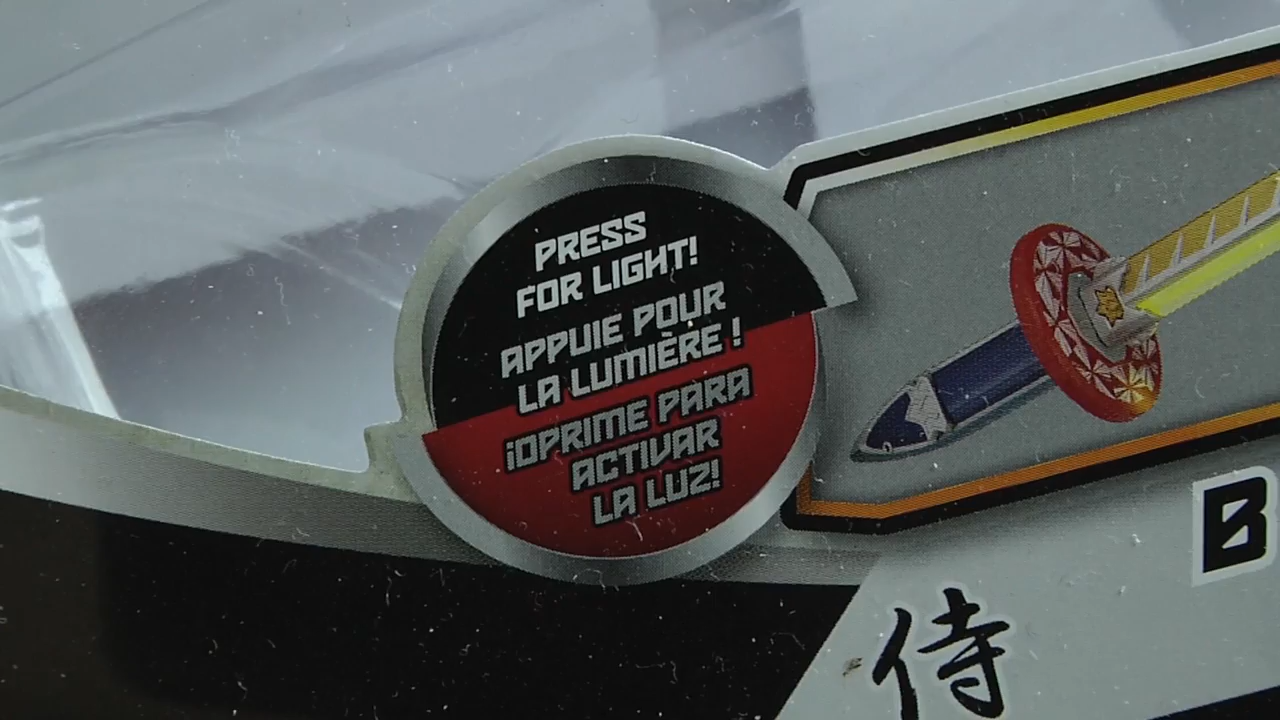 PRESS
FOR LIGHT!
APPUIE POUR
LA LUMIÈRE !
¡OPRIME PARA
ACTIVAR
LA LUZ!
B
侍